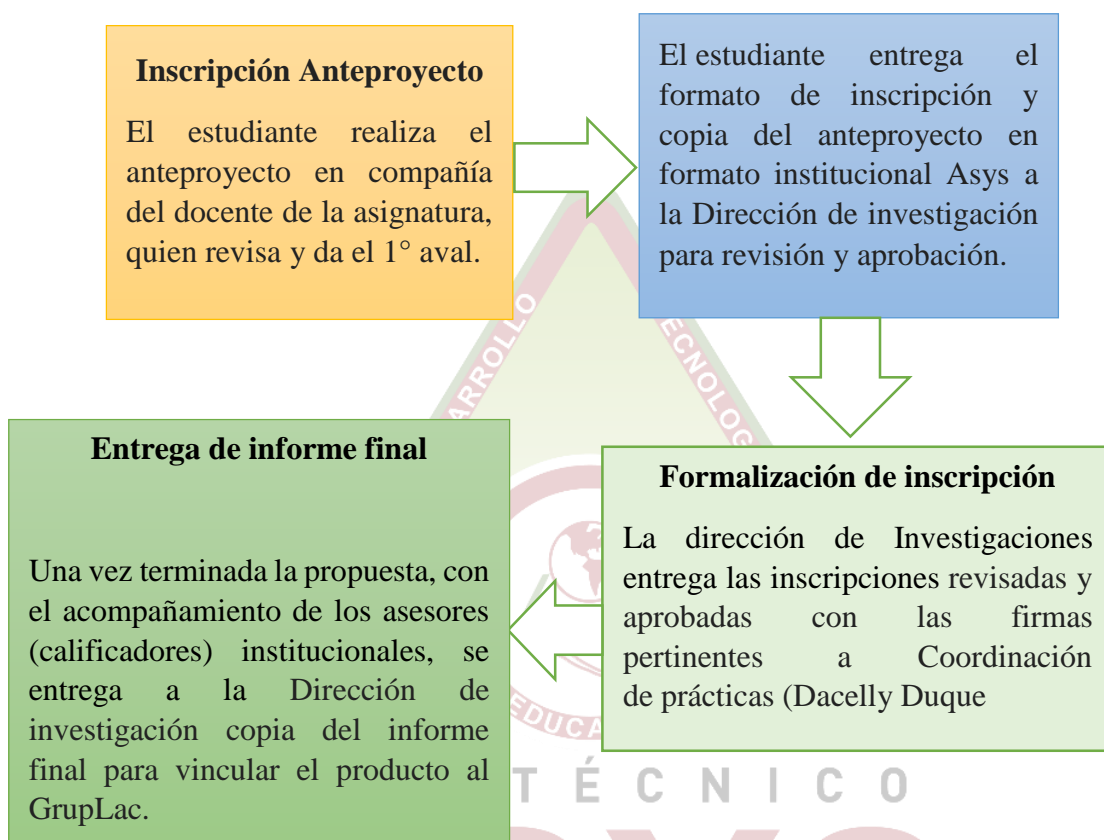 Inscripción Anteproyecto
El estudiante realiza el
anteproyecto en compañía
del docente de la asignatura,
quien revisa y da el 1° aval.
El estudiante entrega el
formato de inscripción y
copia del anteproyecto en
formato institucional Asys a
la Dirección de investigación
para revisión y aprobación.
Formalización de inscripción
La dirección de Investigaciones
entrega las inscripciones revisadas y
aprobadas con las firmas
pertinentes a Coordinación
de prácticas (Dacelly Duque
Entrega de informe final
Una vez terminada la propuesta, con
el acompañamiento de los asesores
(calificadores) institucionales, se
entrega a la Dirección de
investigación copia del informe
final para vincular el producto al
GrupLac.
TÉCNICO